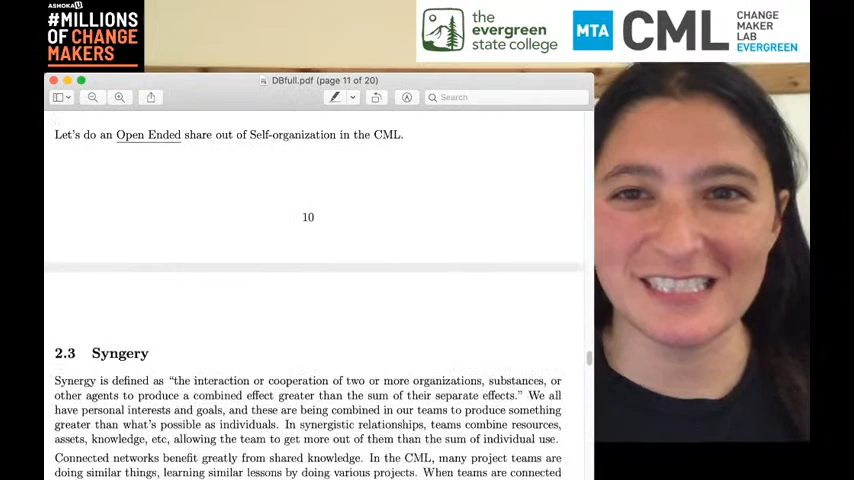 ASHOKA U
#MILLIONS
OF CHANGE
MAKERS
the
evergreen
state college
MTA
CML
CHANGE
MAKER
LAB
EVERGREEN
DBfull.pdf (page 11 of 20)
Search
Let's do an Open Ended share out of Self-organization in the CML.
10
2.3 Syngery
Synergy is defined as “the interaction or cooperation of two or more organizations, substances, or
other agents to produce a combined effect greater than the sum of their separate effects.” We all
have personal interests and goals, and these are being combined in our teams to produce something
greater than what's possible as individuals. In synergistic relationships, teams combine resources,
assets, knowledge, etc, allowing the team to get more out of them than the sum of individual use.
Connected networks benefit greatly from shared knowledge. In the CML, many project teams are
doing similar things, learning similar lessons by doing various projects. When teams are connected